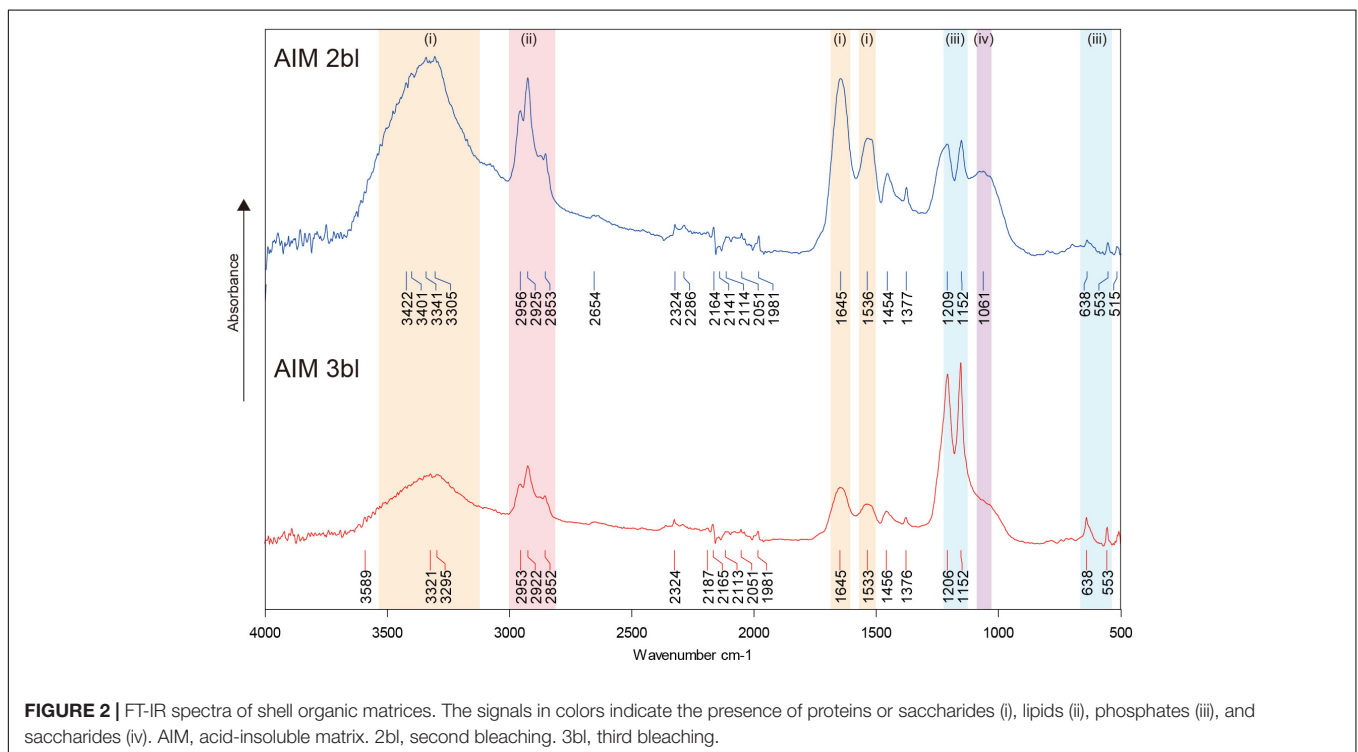 (i) (ii) (i) (i) (iii) (iv) (iii)
AIM 2bl
3422 3401 3341 3305 2956 2925 2853 2654 2324 2286 2164 2141 2114 2051 1981 1645 1536 1454 1377 1209 1152 1061 638 553 515
Absorbance
AIM 3bl
3589 3321 3295 2953 2922 2852 2324 2187 2165 2113 2051 1981 1645 1533 1456 1376 1206 1152 638 553
4000 3500 3000 2500 2000 1500 1000 500
Wavenumber cm-1
FIGURE 2 | FT-IR spectra of shell organic matrices. The signals in colors indicate the presence of proteins or saccharides (i), lipids (ii), phosphates (iii), and
saccharides (iv). AIM, acid-insoluble matrix. 2bl, second bleaching. 3bl, third bleaching.